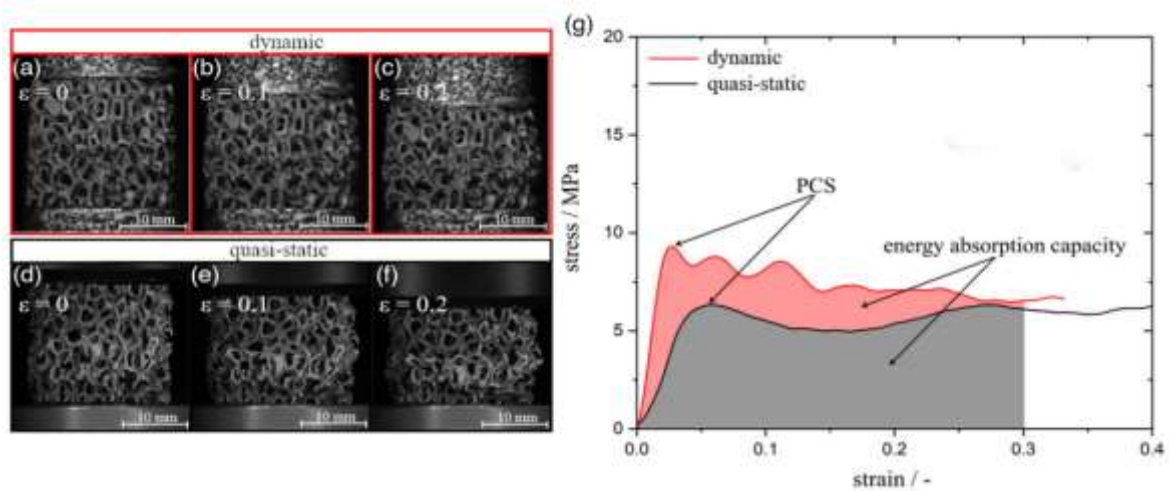 dynamic
(a)
ε = 0
10 mm
(b)
ε = 0.1
10 mm
(c)
ε = 0.2
10 mm
quasi-static
(d)
ε = 0
10 mm
(e)
ε = 0.1
10 mm
(f)
ε = 0.2
10 mm
(g)
20
15
10
5
0
stress / MPa
dynamic
quasi-static
PCS
energy absorption capacity
0.0
0.1
0.2
0.3
0.4
strain / -